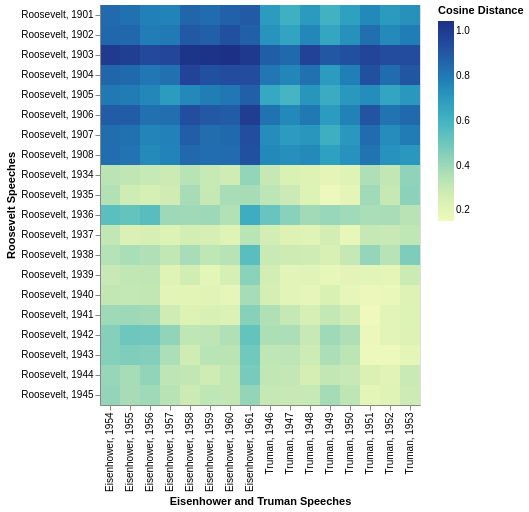 Cosine Distance
1.0
0.8
0.6
0.4
0.2
Roosevelt Speeches
Roosevelt, 1901
Roosevelt, 1902
Roosevelt, 1903
Roosevelt, 1904
Roosevelt, 1905
Roosevelt, 1906
Roosevelt, 1907
Roosevelt, 1908
Roosevelt, 1934
Roosevelt, 1935
Roosevelt, 1936
Roosevelt, 1937
Roosevelt, 1938
Roosevelt, 1939
Roosevelt, 1940
Roosevelt, 1941
Roosevelt, 1942
Roosevelt, 1943
Roosevelt, 1944
Roosevelt, 1945
Eisenhower, 1954
Eisenhower, 1955
Eisenhower, 1956
Eisenhower, 1957
Eisenhower, 1958
Eisenhower, 1959
Eisenhower, 1960
Eisenhower, 1961
Truman, 1946
Truman, 1947
Truman, 1948
Truman, 1949
Truman, 1950
Truman, 1951
Truman, 1952
Truman, 1953
Eisenhower and Truman Speeches